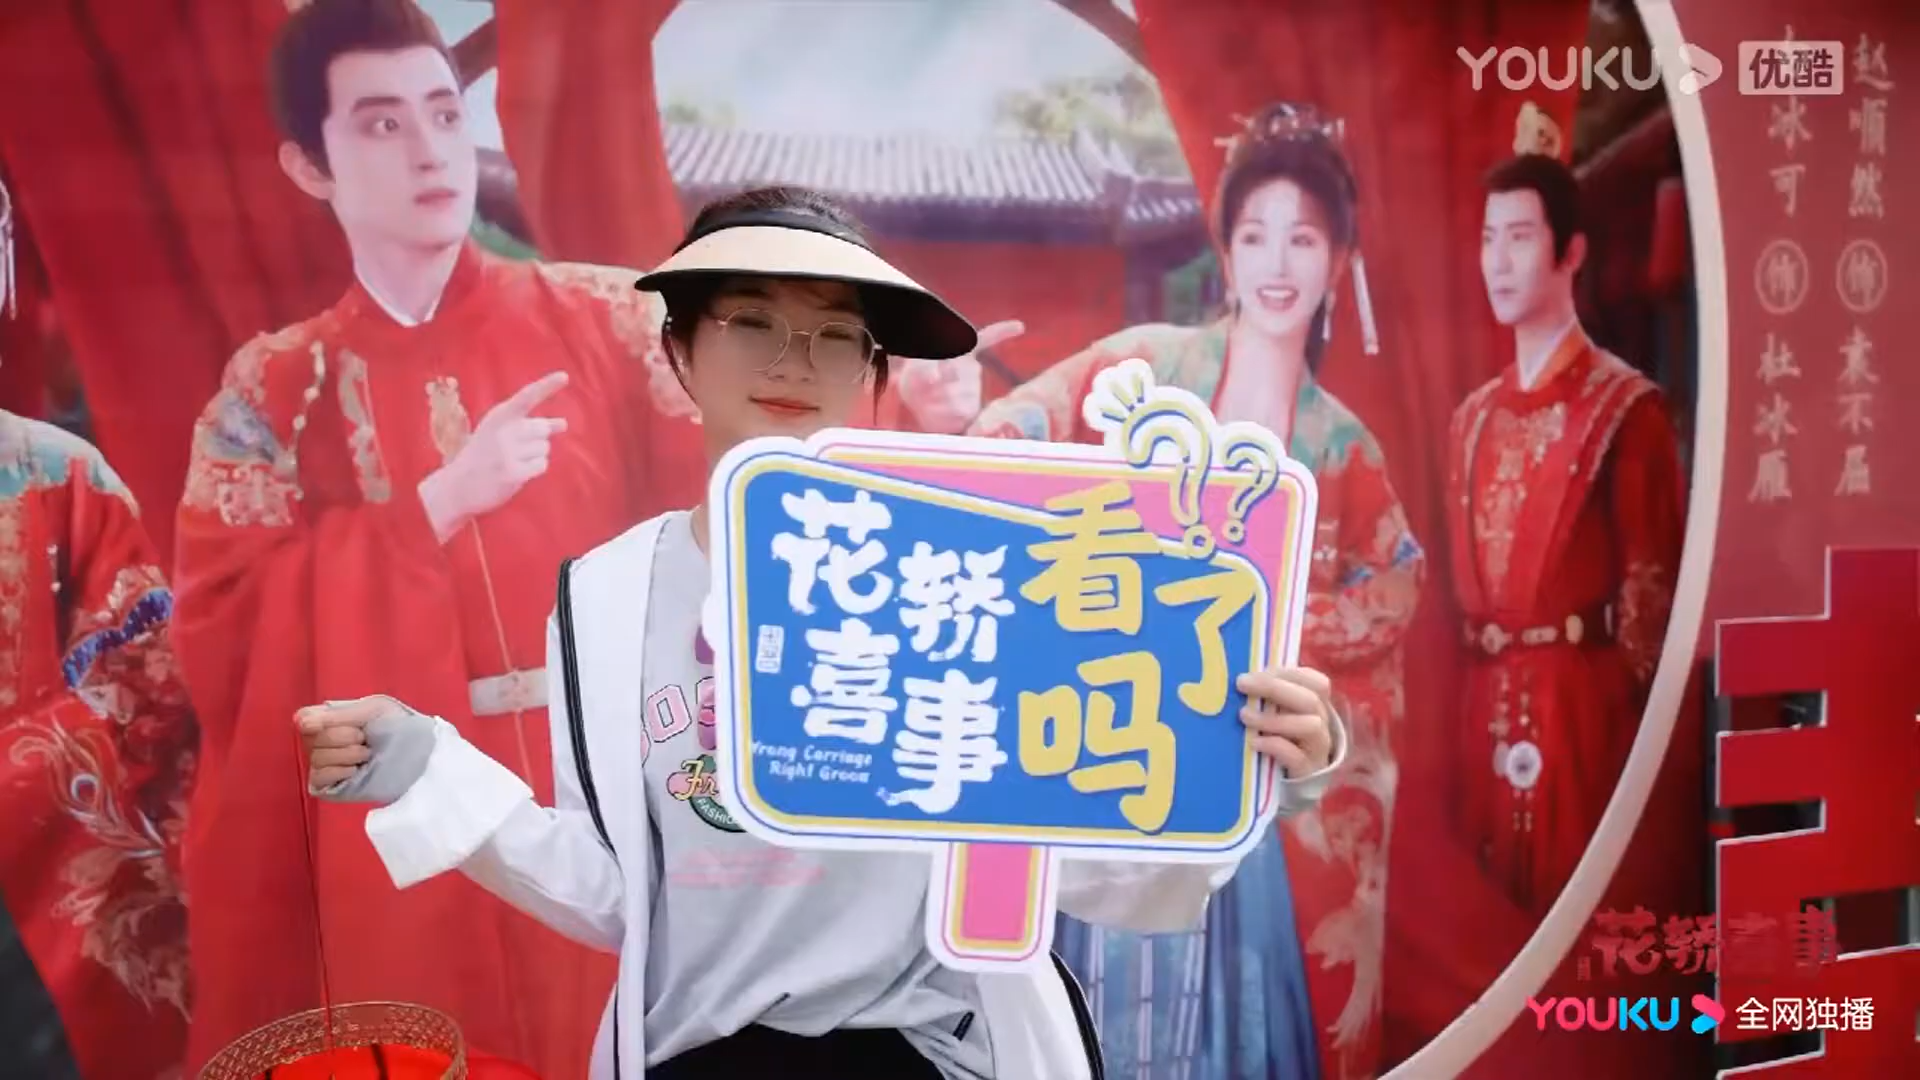 YOUKU 优酷
赵顺然 饰 袁不屈
冰可 饰 杜冰雁
花轿
喜事
看了
吗
??
Wrong Carriage
Right Groom
FASHIO
花轿喜事
YOUKU 全网独播